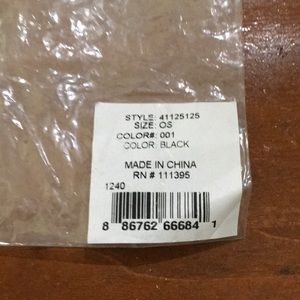 STYLE: 41125125
SIZE: OS
COLOR#: 001
COLOR: BLACK
MADE IN CHINA
RN # 111395
1240
8 86762 66684 1